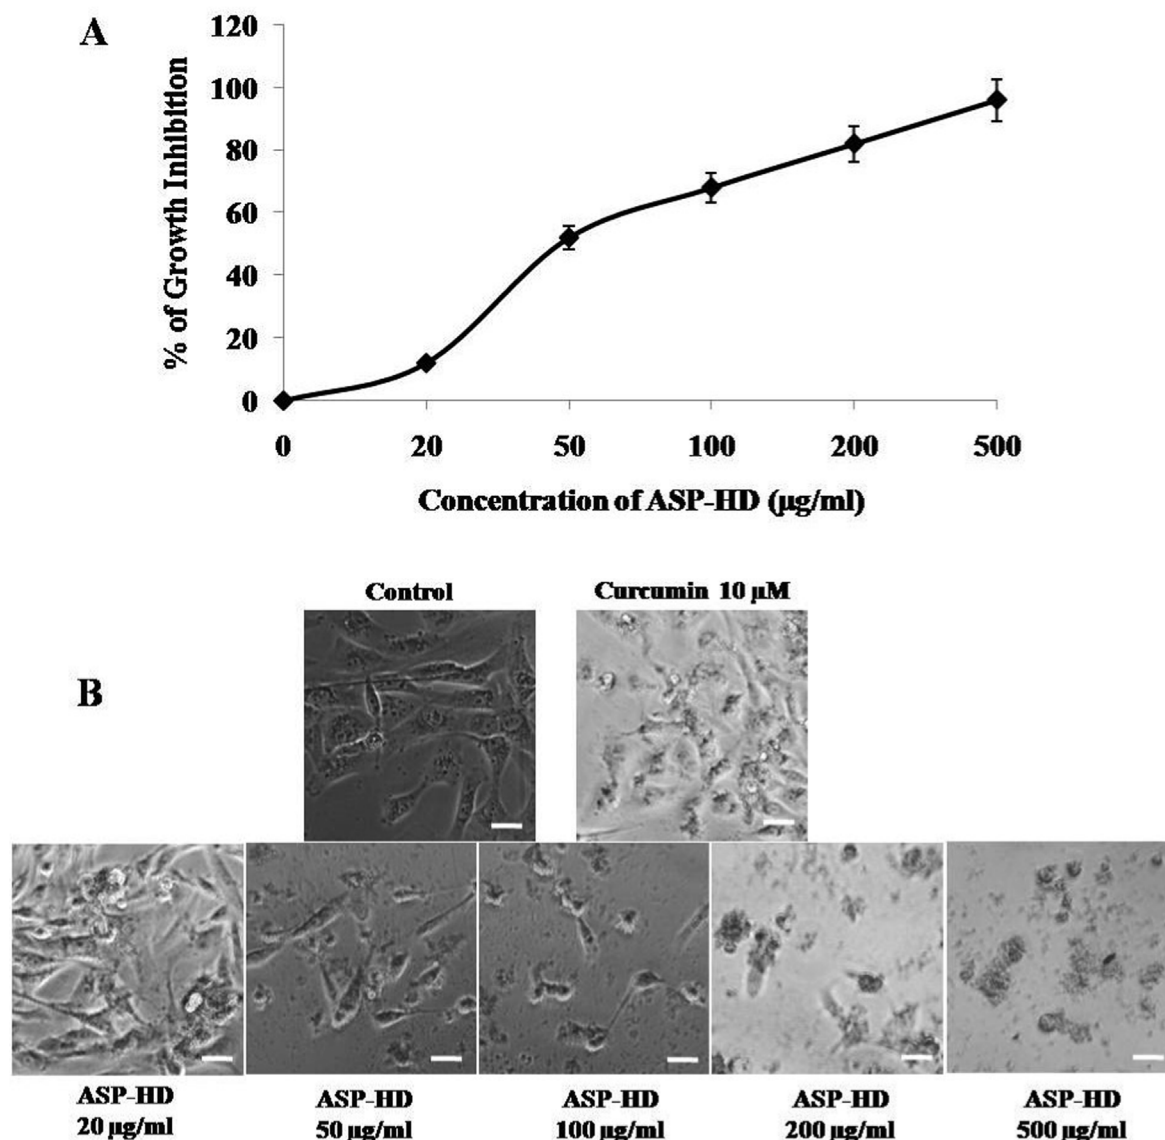 A
120
100
80
60
40
20
0
% of Growth Inhibition
0 20 50 100 200 500
Concentration of ASP-HD (µg/ml)
B
Control
Curcumin 10 µM
ASP-HD
20 µg/ml
ASP-HD
50 µg/ml
ASP-HD
100 µg/ml
ASP-HD
200 µg/ml
ASP-HD
500 µg/ml